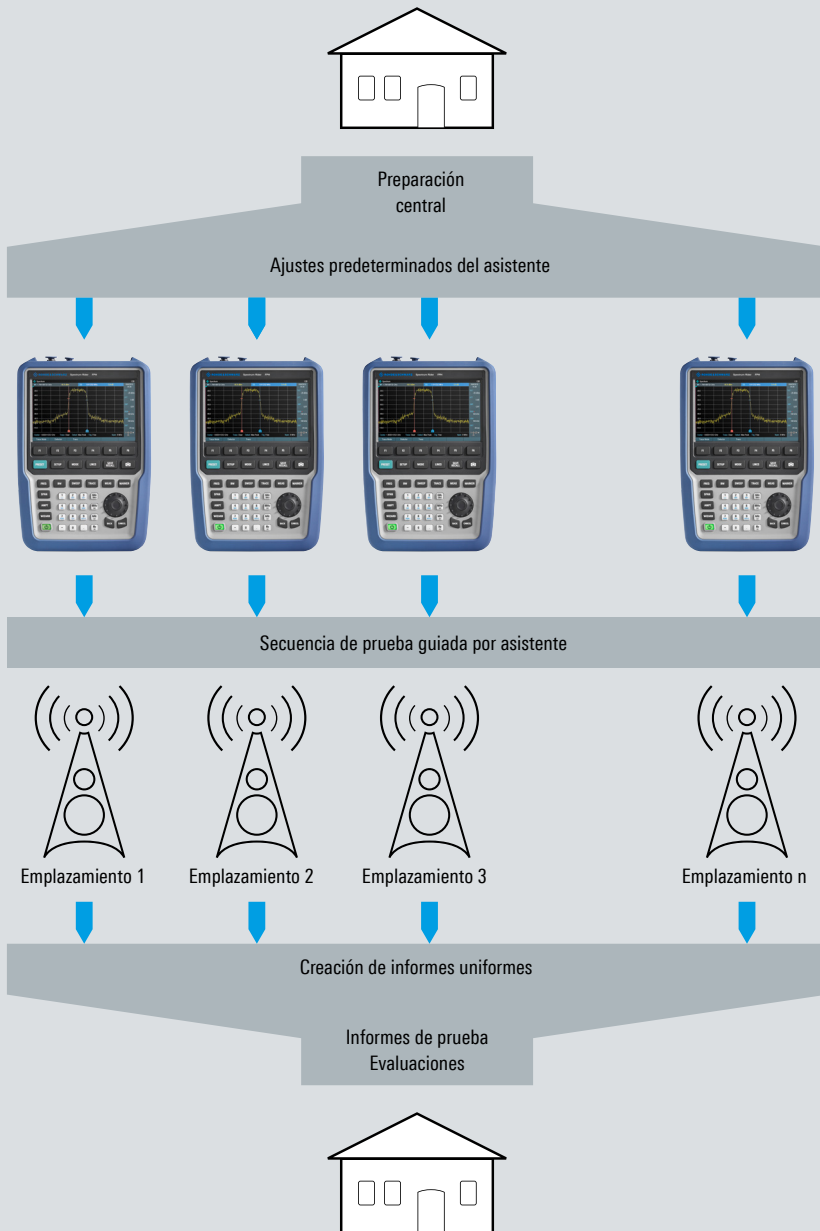 Preparación
central
Ajustes predeterminados del asistente
Secuencia de prueba guiada por asistente
Emplazamiento 1
Emplazamiento 2
Emplazamiento 3
Emplazamiento n
Creación de informes uniformes
Informes de prueba
Evaluaciones